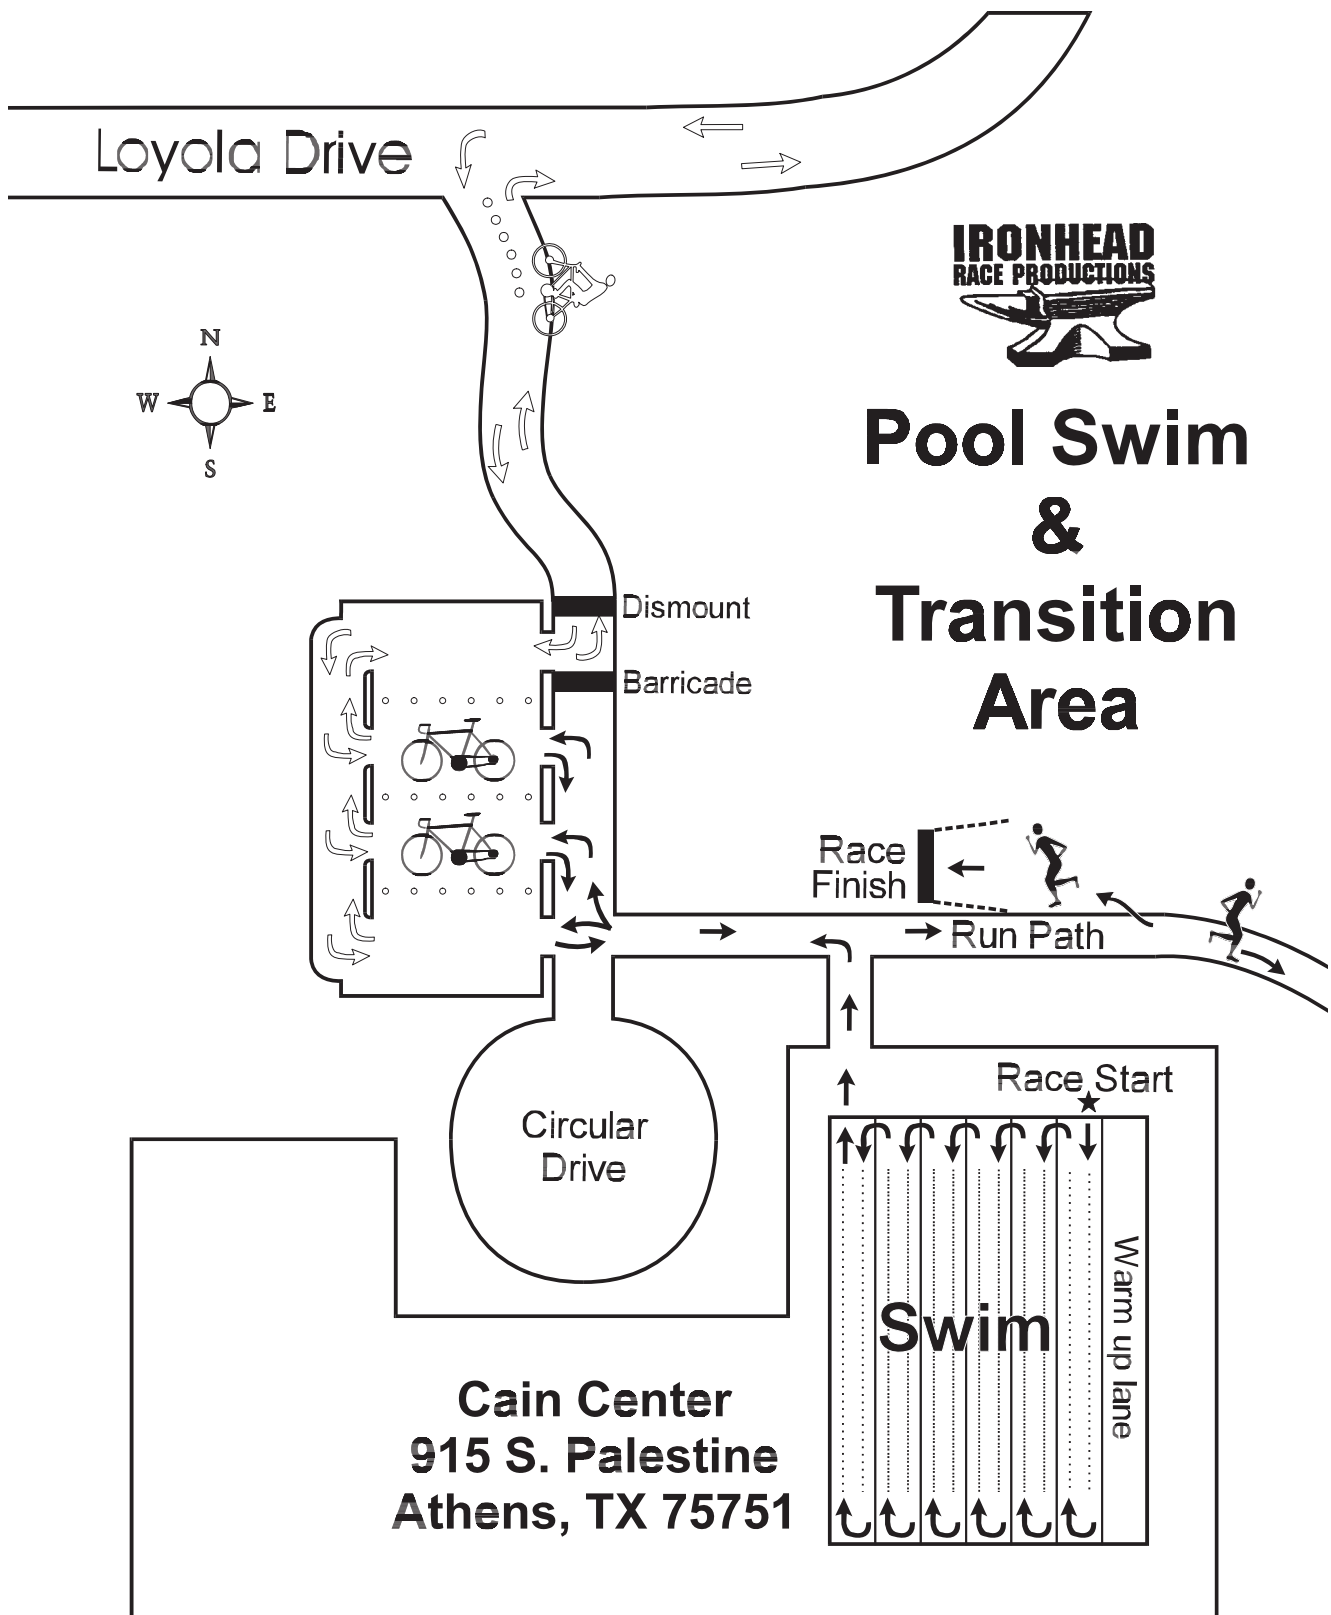 Loyola Drive
IRONHEAD
RACE PRODUCTIONS
N
W
E
S
Pool Swim
&
Transition
Area
Dismount
Barricade
Race
Finish
Run Path
Race Start
Circular
Drive
Swim
Warm up lane
Cain Center
915 S. Palestine
Athens, TX 75751